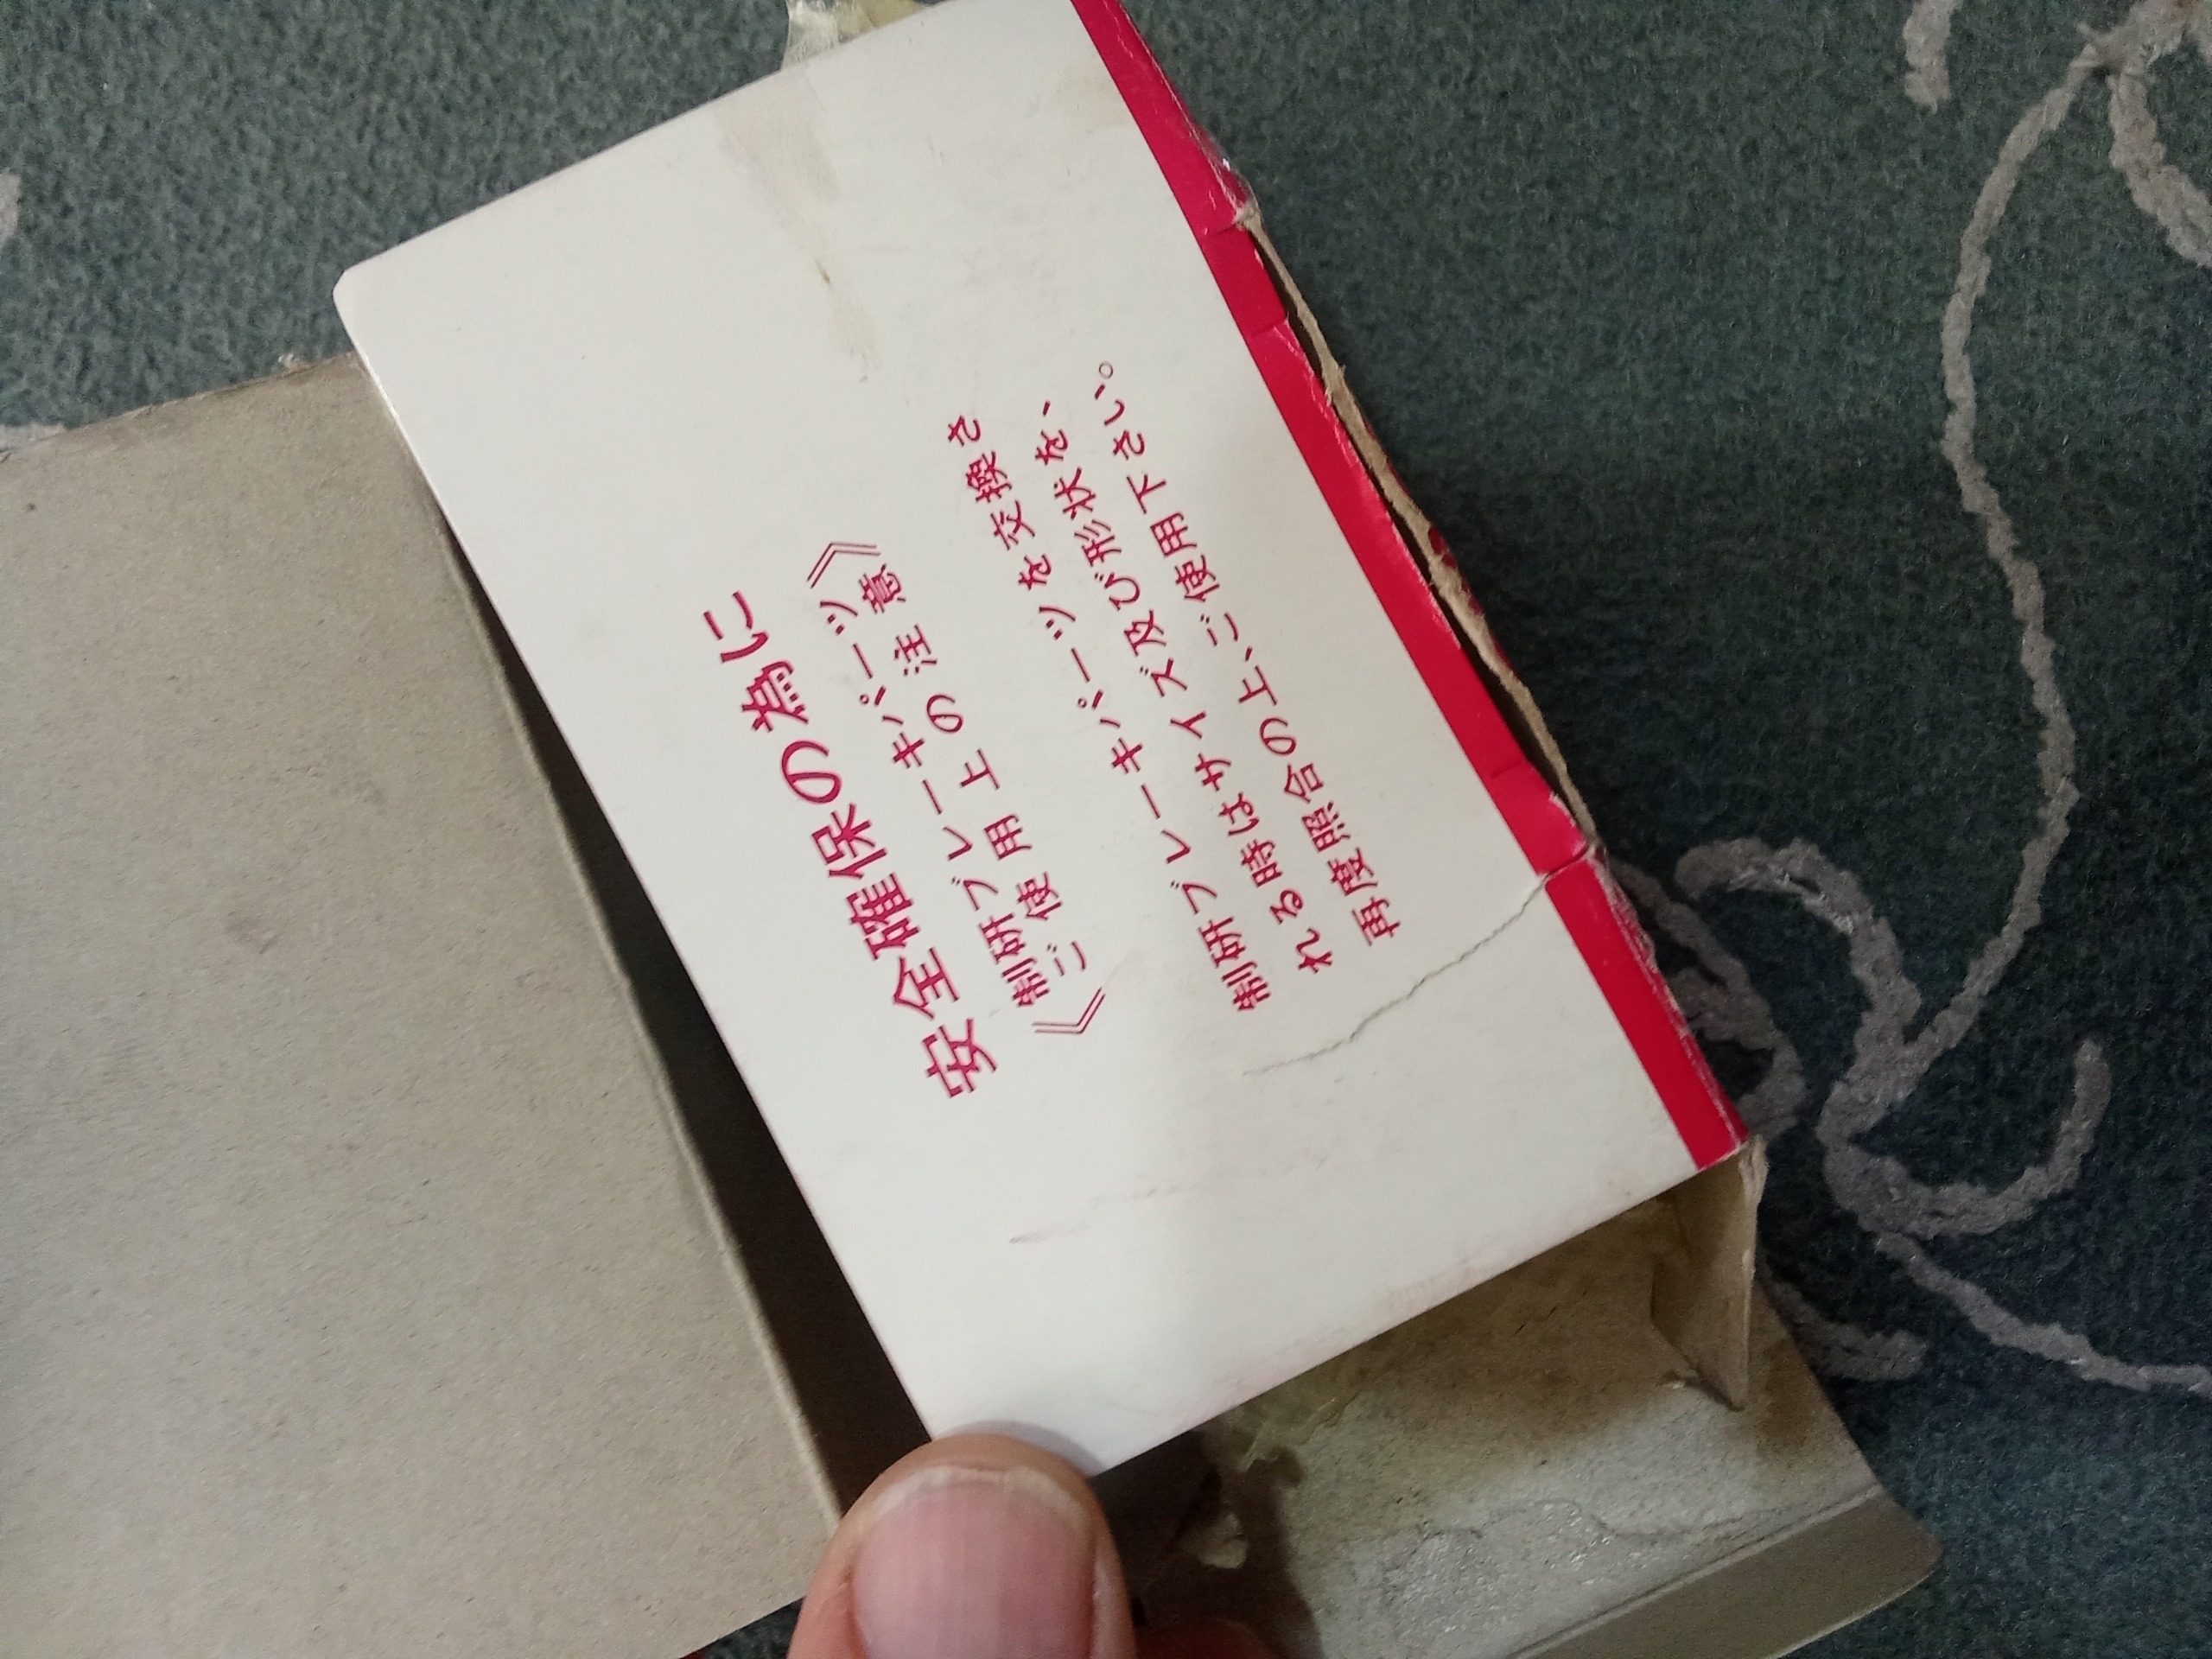 安全確保の為に
《制研ブレーキパーツ》
ご使用上の注意
制研ブレーキパーツを交換さ
れる時はサイズ及び形状を、
再度照合の上、ご使用下さい。